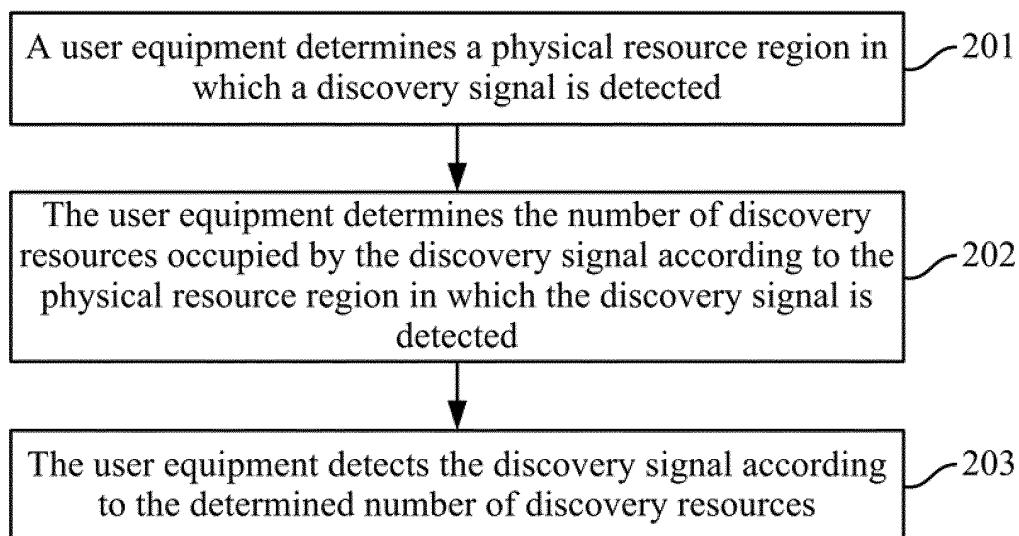 A user equipment determines a physical resource region in
which a discovery signal is detected
201
The user equipment determines the number of discovery
resources occupied by the discovery signal according to the
physical resource region in which the discovery signal is
detected
202
The user equipment detects the discovery signal according
to the determined number of discovery resources
203